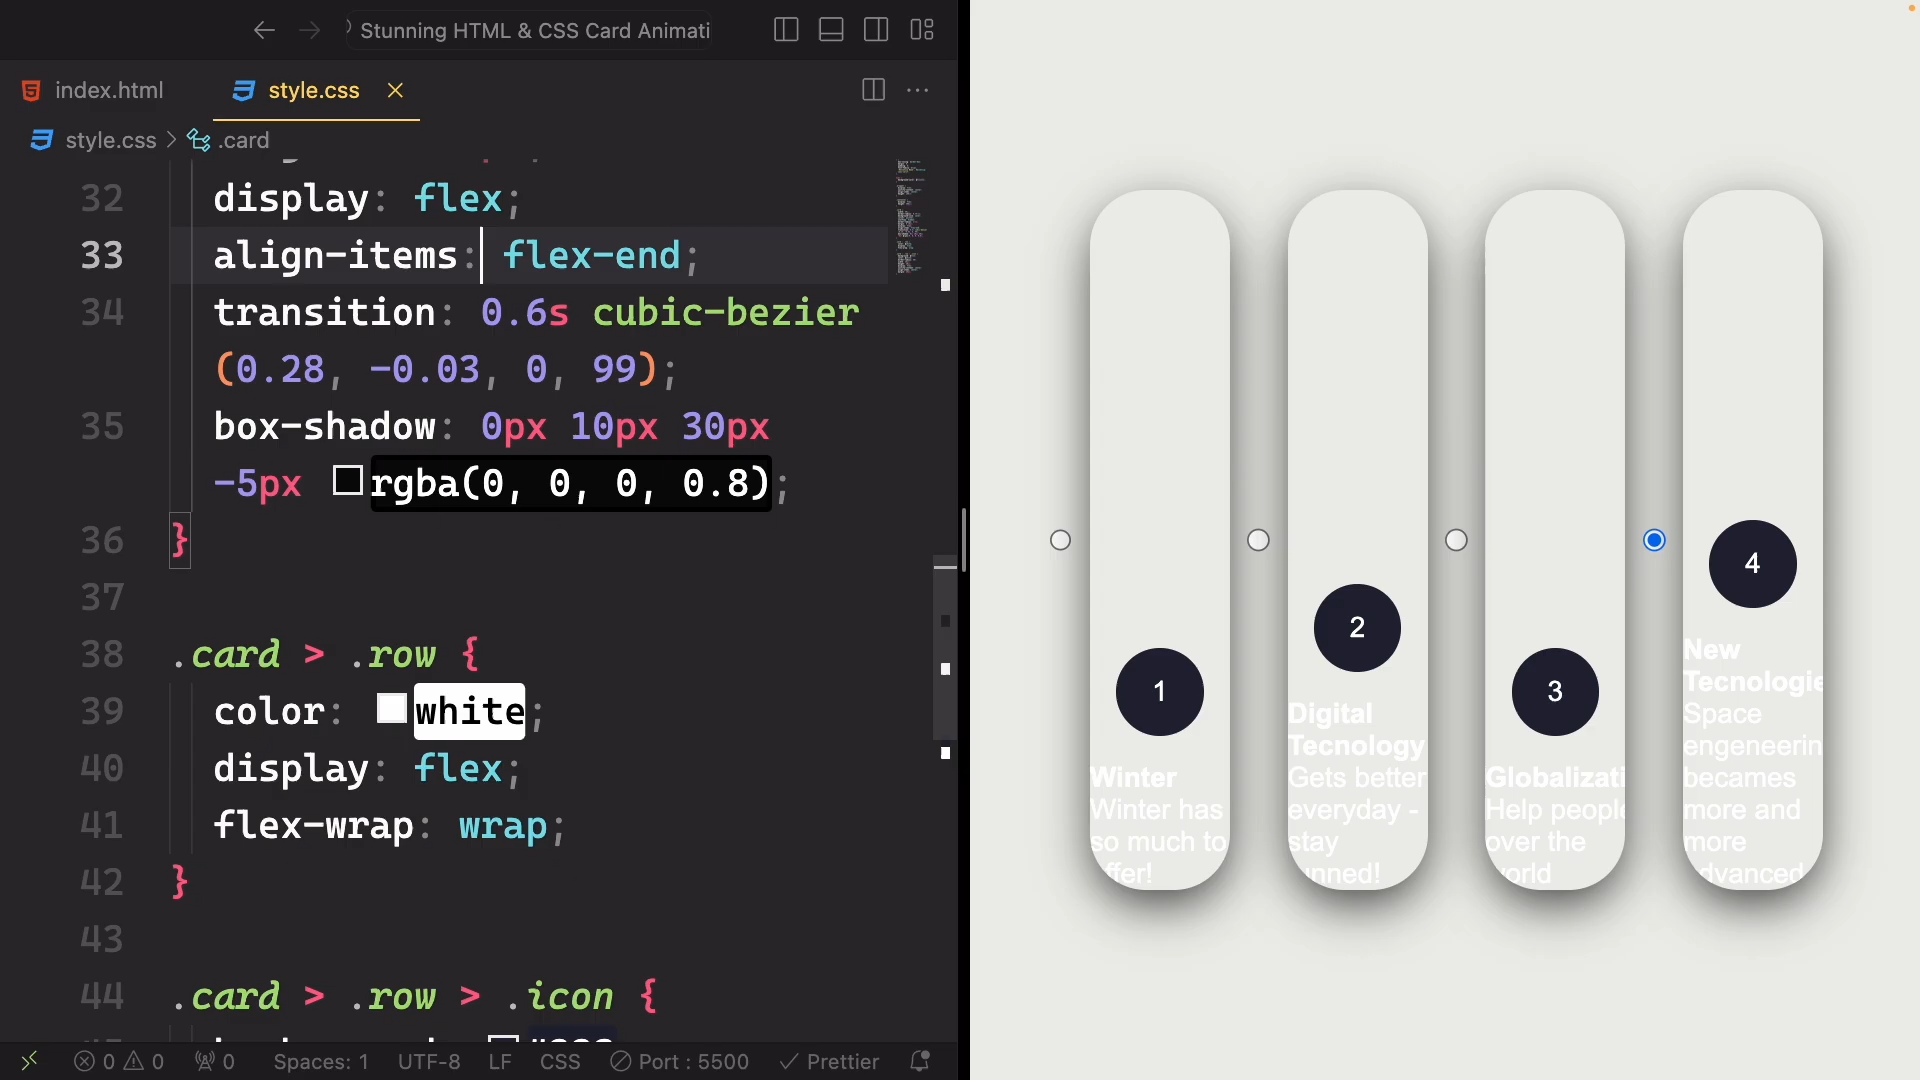 Stunning HTML & CSS Card Animati
index.html
style.css
style.css > .card
32 display: flex;
33 align-items: flex-end;
34 transition: 0.6s cubic-bezier
(0.28, -0.03, 0, 99);
35 box-shadow: 0px 10px 30px
-5px rgba(0, 0, 0, 0.8);
36 }
37
38 .card > .row {
39 color: white;
40 display: flex;
41 flex-wrap: wrap;
42 }
43
44 .card > .row > .icon {
0 0 0 Spaces: 1 UTF-8 LF CSS Port : 5500 Prettier
1
Winter
Winter has
so much to
ffer!
2
Digital
Tecnology
Gets better
everyday -
stay
unned!
3
Globalizati
Help people
over the
world
4
New
Tecnologie
Space
engeneerin
becames
more and
more
dvanced